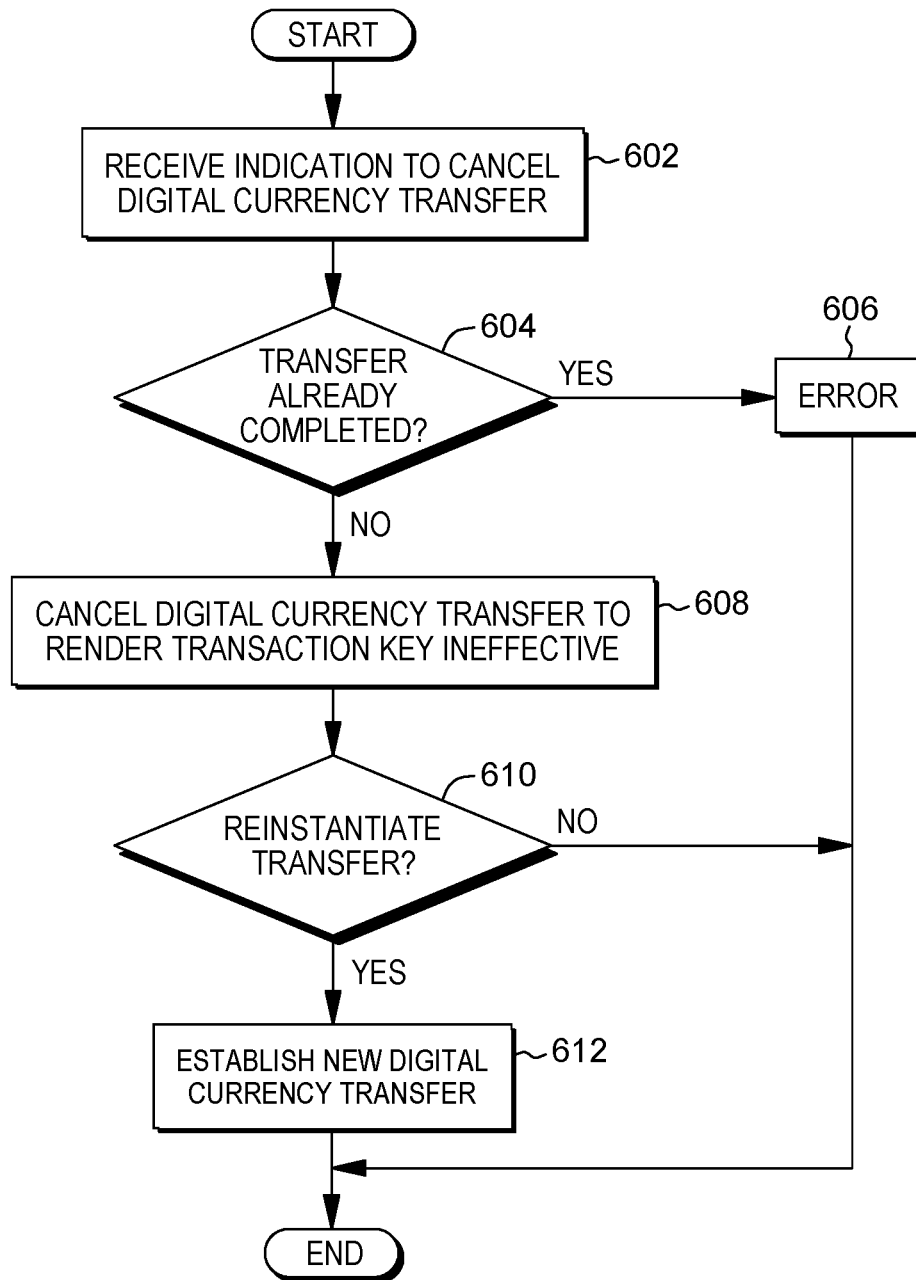 START
RECEIVE INDICATION TO CANCEL
DIGITAL CURRENCY TRANSFER
602
TRANSFER
ALREADY
COMPLETED?
604
YES
606
ERROR
NO
CANCEL DIGITAL CURRENCY TRANSFER TO
RENDER TRANSACTION KEY INEFFECTIVE
608
REINSTANTIATE
TRANSFER?
610
NO
YES
ESTABLISH NEW DIGITAL
CURRENCY TRANSFER
612
END